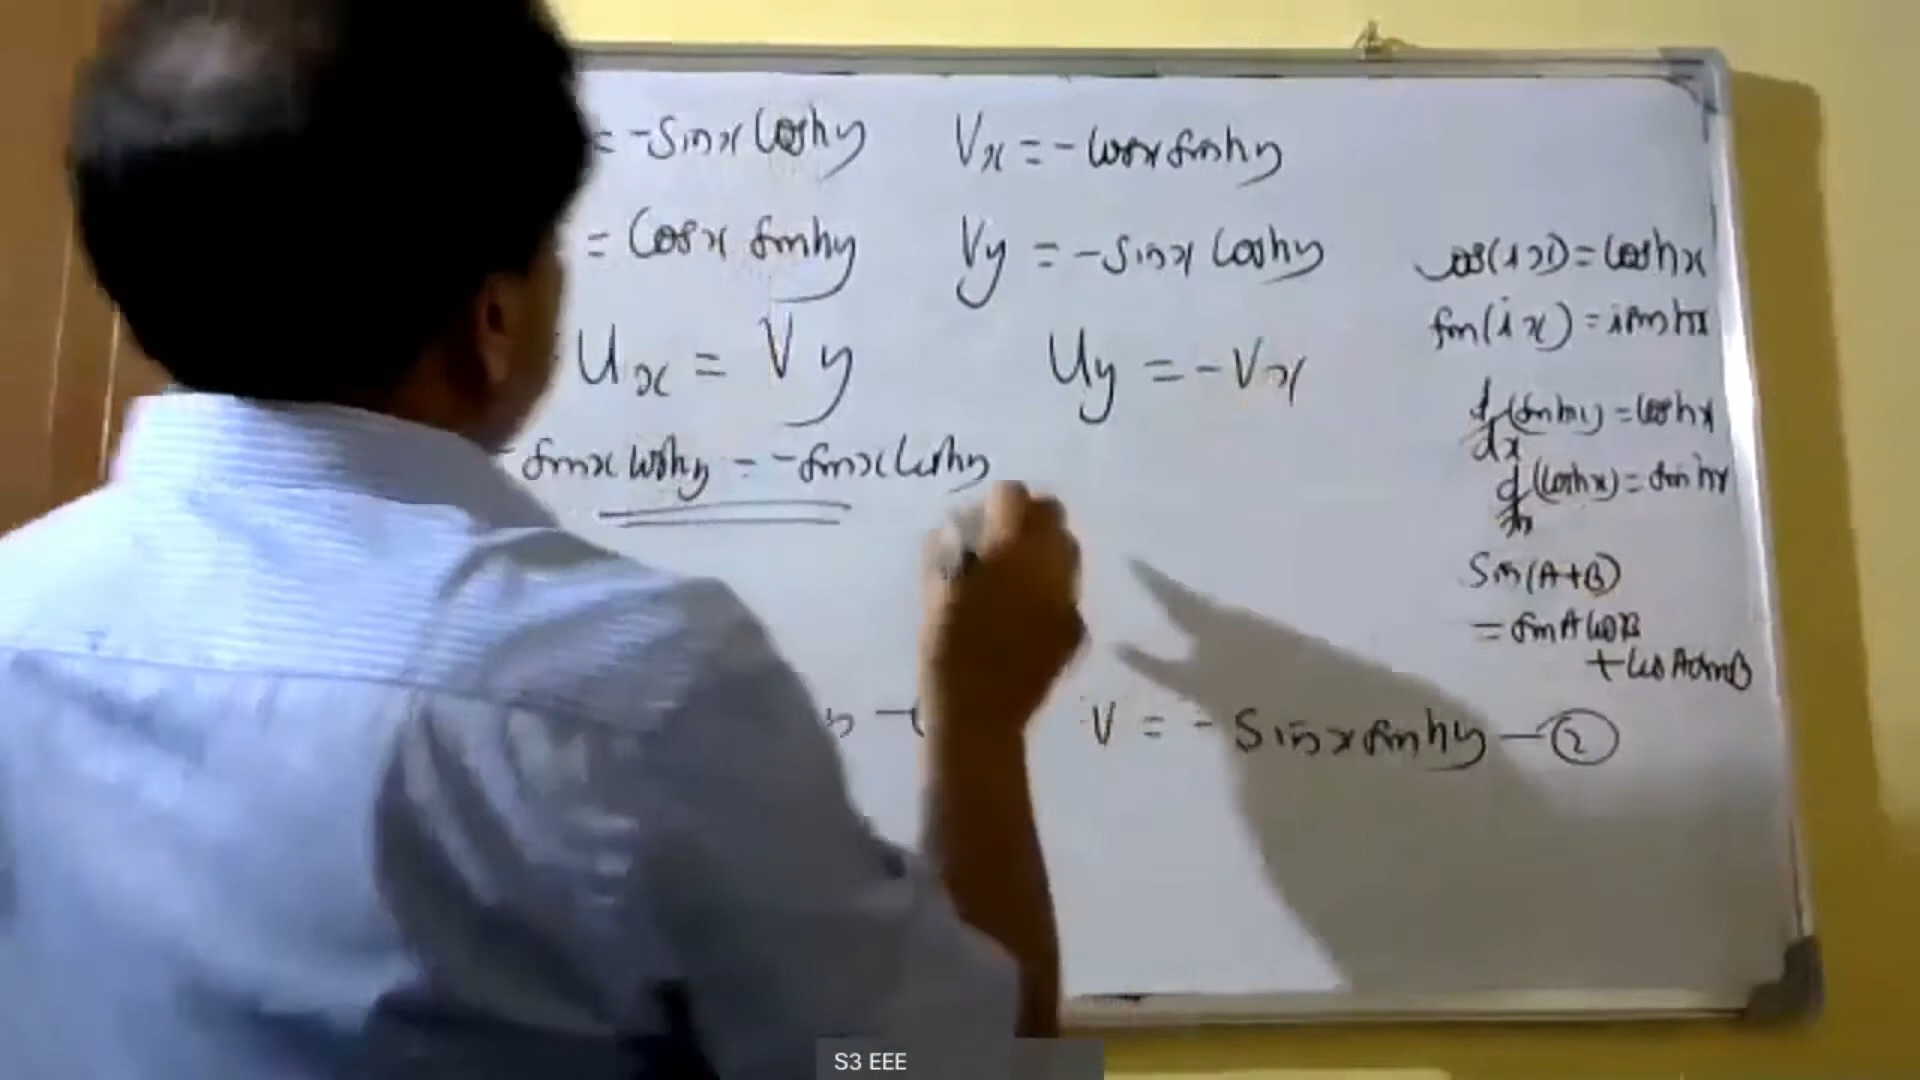 = -Sinx Coshy
Vx = -cosx sinhy
= Cosx sinhy
Vy = -Sinx Coshy
Ux = Vy
Uy = -Vx
sinx coshy = -sinx coshy
V = -Sinx sinhy - 2
cos(ix) = Coshx
sin(ix) = i sinhx
d/dx (sinhx) = Coshx
d/dx (Coshx) = sinhx
Sin(A+B)
= sinA CosB
+ Cos A sinB
S3 EEE